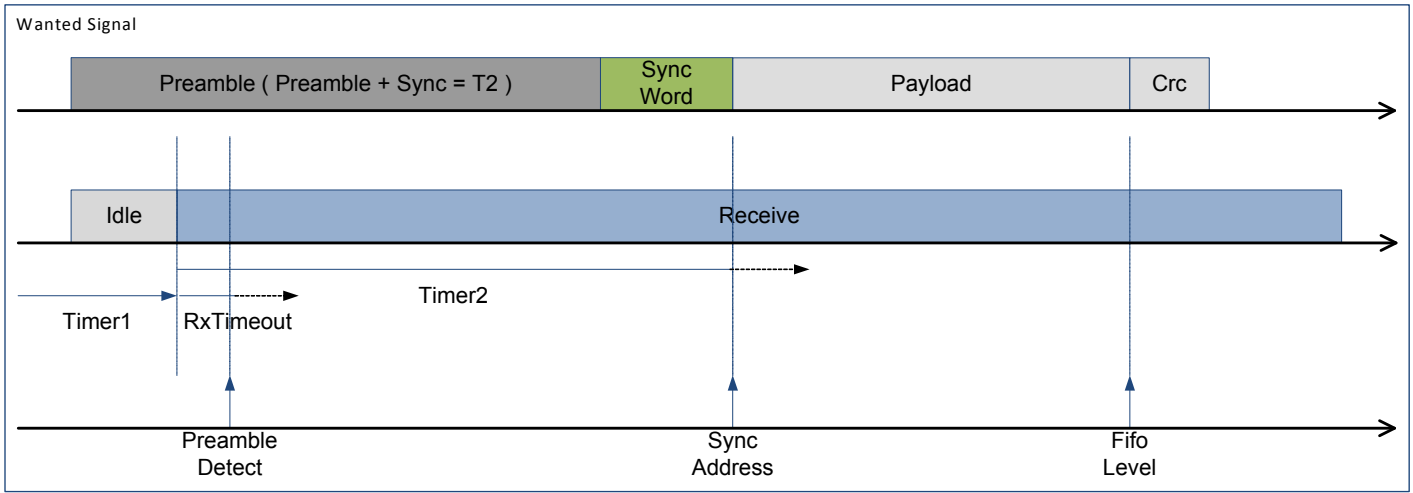 Wanted Signal
Preamble ( Preamble + Sync = T2 )
Sync
Word
Payload
Crc
Idle
Receive
Timer2
Timer1
RxTimeout
Preamble
Detect
Sync
Address
Fifo
Level